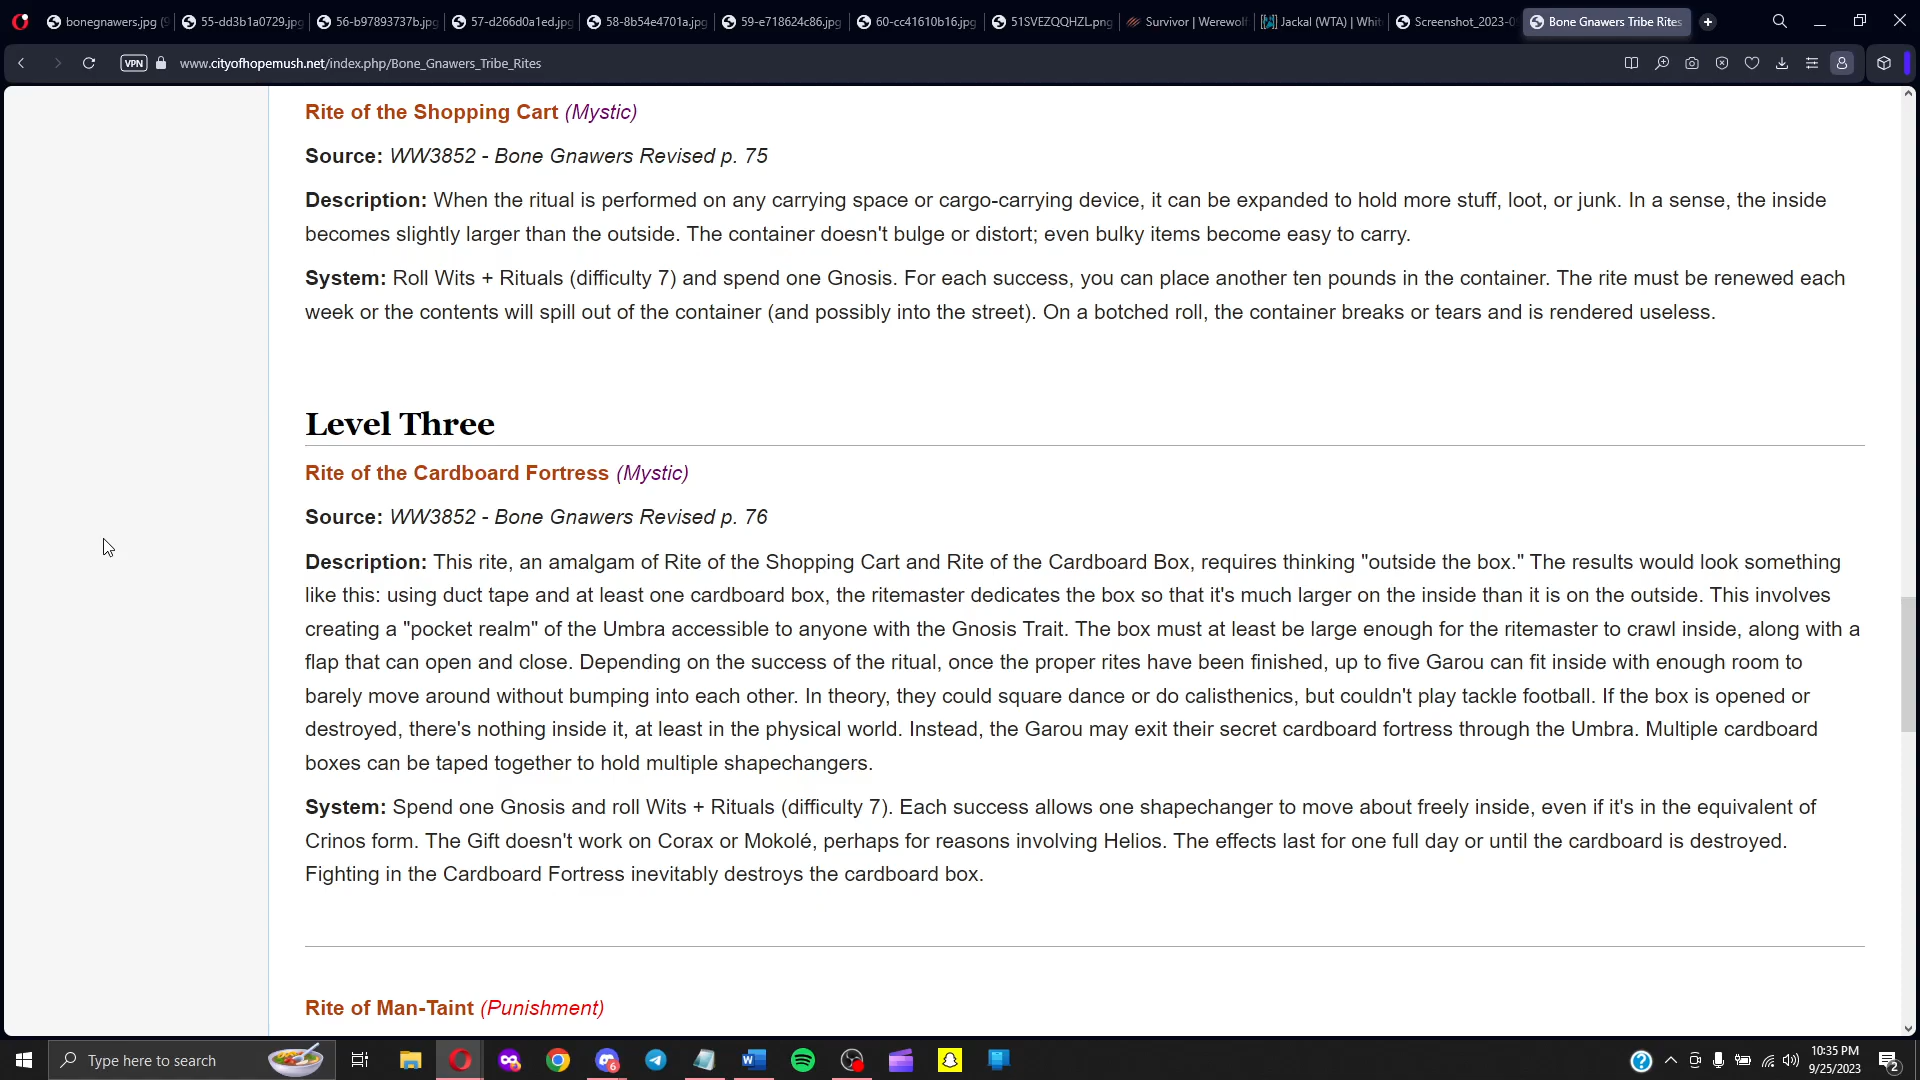 bonegnawers.jpg (9
55-dd3b1a0729.jpg
56-b97893737b.jpg
57-d266d0a1ed.jpg
58-8b54e4701a.jpg
59-e718624c86.jpg
60-cc41610b16.jpg
51SVEZQQHZL.png
Survivor | Werewolf
Jackal (WTA) | Whit
Screenshot_2023-0
Bone Gnawers Tribe Rites
VPN
www.cityofhopemush.net/index.php/Bone_Gnawers_Tribe_Rites
Rite of the Shopping Cart (Mystic)
Source: WW3852 - Bone Gnawers Revised p. 75
Description: When the ritual is performed on any carrying space or cargo-carrying device, it can be expanded to hold more stuff, loot, or junk. In a sense, the inside
becomes slightly larger than the outside. The container doesn't bulge or distort; even bulky items become easy to carry.
System: Roll Wits + Rituals (difficulty 7) and spend one Gnosis. For each success, you can place another ten pounds in the container. The rite must be renewed each
week or the contents will spill out of the container (and possibly into the street). On a botched roll, the container breaks or tears and is rendered useless.
Level Three
Rite of the Cardboard Fortress (Mystic)
Source: WW3852 - Bone Gnawers Revised p. 76
Description: This rite, an amalgam of Rite of the Shopping Cart and Rite of the Cardboard Box, requires thinking "outside the box." The results would look something
like this: using duct tape and at least one cardboard box, the ritemaster dedicates the box so that it's much larger on the inside than it is on the outside. This involves
creating a "pocket realm" of the Umbra accessible to anyone with the Gnosis Trait. The box must at least be large enough for the ritemaster to crawl inside, along with a
flap that can open and close. Depending on the success of the ritual, once the proper rites have been finished, up to five Garou can fit inside with enough room to
barely move around without bumping into each other. In theory, they could square dance or do calisthenics, but couldn't play tackle football. If the box is opened or
destroyed, there's nothing inside it, at least in the physical world. Instead, the Garou may exit their secret cardboard fortress through the Umbra. Multiple cardboard
boxes can be taped together to hold multiple shapechangers.
System: Spend one Gnosis and roll Wits + Rituals (difficulty 7). Each success allows one shapechanger to move about freely inside, even if it's in the equivalent of
Crinos form. The Gift doesn't work on Corax or Mokolé, perhaps for reasons involving Helios. The effects last for one full day or until the cardboard is destroyed.
Fighting in the Cardboard Fortress inevitably destroys the cardboard box.
Rite of Man-Taint (Punishment)
Type here to search
10:35 PM
9/25/2023
2